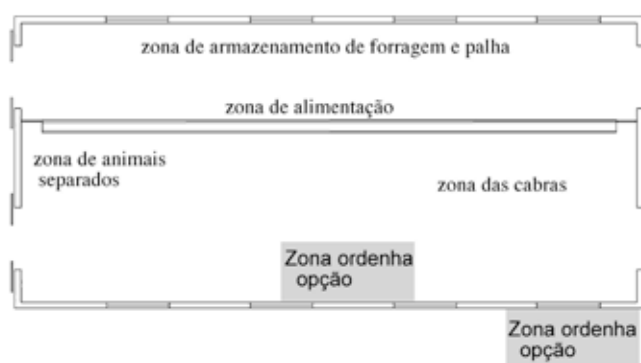 zona de armazenamento de forragem e palha
zona de alimentação
zona de animais
separados
zona das cabras
Zona ordenha
opção
Zona ordenha
opção